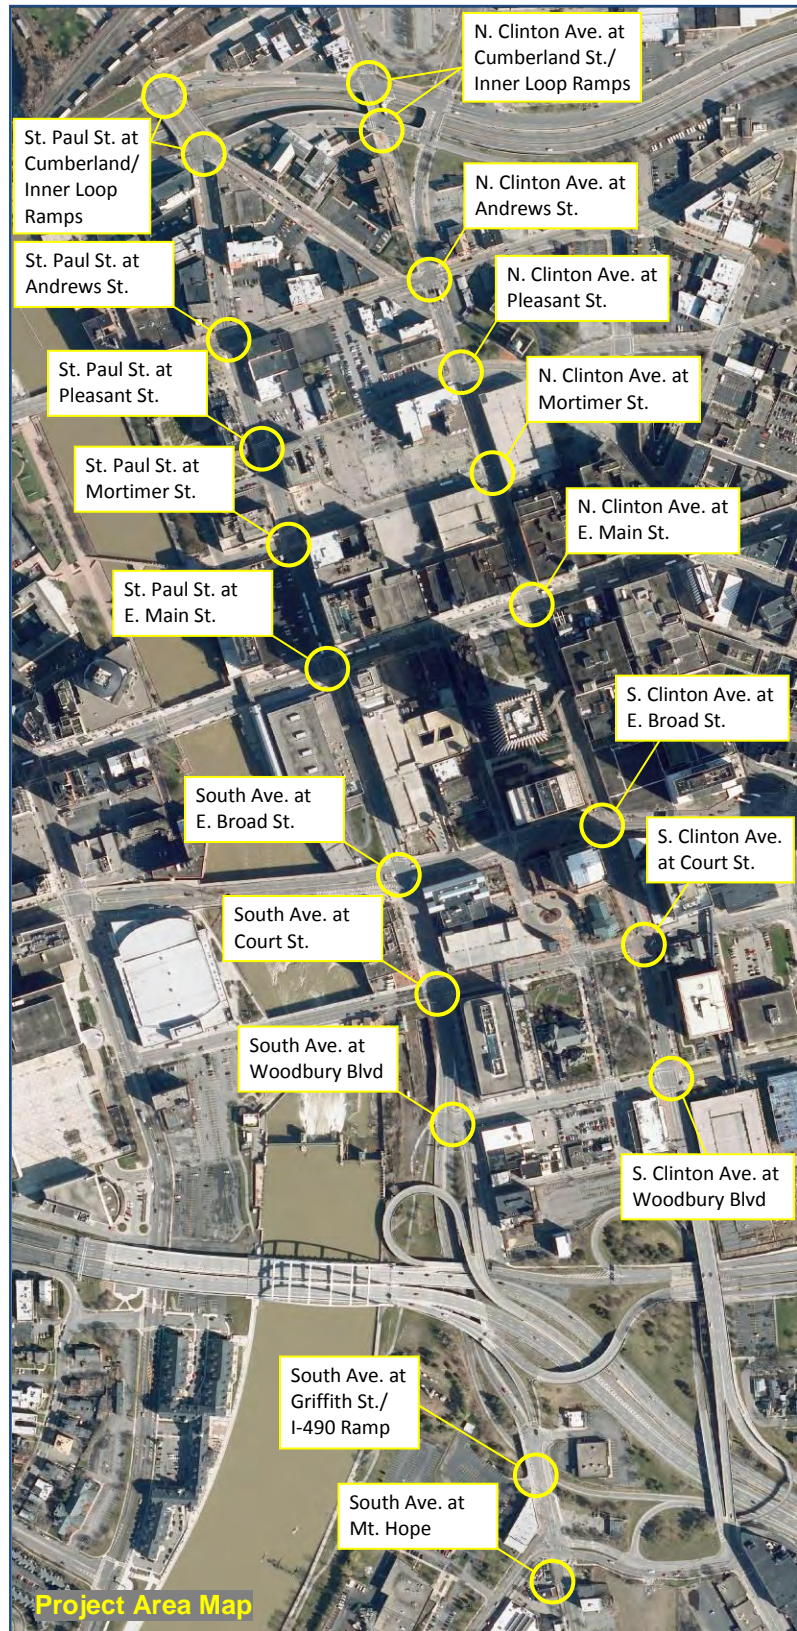 N. Clinton Ave. at
Cumberland St./
Inner Loop Ramps
St. Paul St. at
Cumberland/
Inner Loop
Ramps
N. Clinton Ave. at
Andrews St.
St. Paul St. at
Andrews St.
N. Clinton Ave. at
Pleasant St.
St. Paul St. at
Pleasant St.
N. Clinton Ave. at
Mortimer St.
St. Paul St. at
Mortimer St.
N. Clinton Ave. at
E. Main St.
St. Paul St. at
E. Main St.
S. Clinton Ave. at
E. Broad St.
South Ave. at
E. Broad St.
S. Clinton Ave.
at Court St.
South Ave. at
Court St.
South Ave. at
Woodbury Blvd
S. Clinton Ave. at
Woodbury Blvd
South Ave. at
Griffith St./
I-490 Ramp
South Ave. at
Mt. Hope
Project Area Map